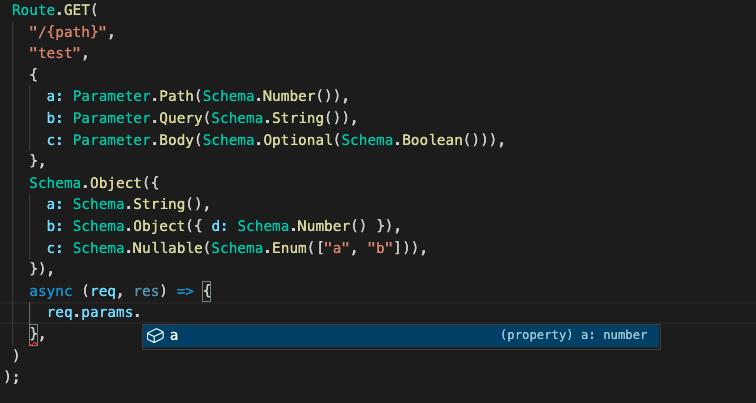 Route.GET(
"/{path}",
"test",
{
a: Parameter.Path(Schema.Number()),
b: Parameter.Query(Schema.String()),
c: Parameter.Body(Schema.Optional(Schema.Boolean())),
},
Schema.Object({
a: Schema.String(),
b: Schema.Object({ d: Schema.Number() }),
c: Schema.Nullable(Schema.Enum(["a", "b"])),
}),
async (req, res) => {
req.params.
a (property) a: number
},
)
);